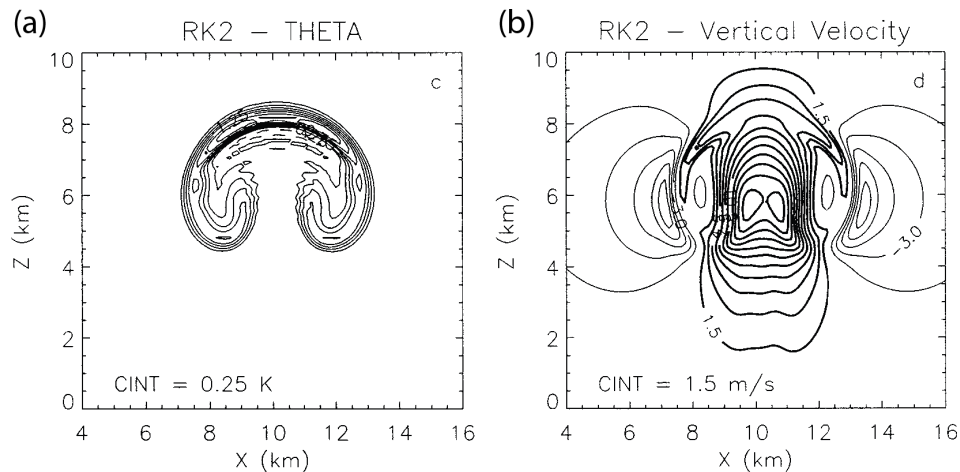 (a)
RK2 – THETA
c
10
8
6
4
2
0
Z (km)
1.25
CINT = 0.25 K
4 6 8 10 12 14 16
X (km)
(b)
RK2 – Vertical Velocity
d
10
8
6
4
2
0
Z (km)
1.5
1.5
−3.0
CINT = 1.5 m/s
4 6 8 10 12 14 16
X (km)